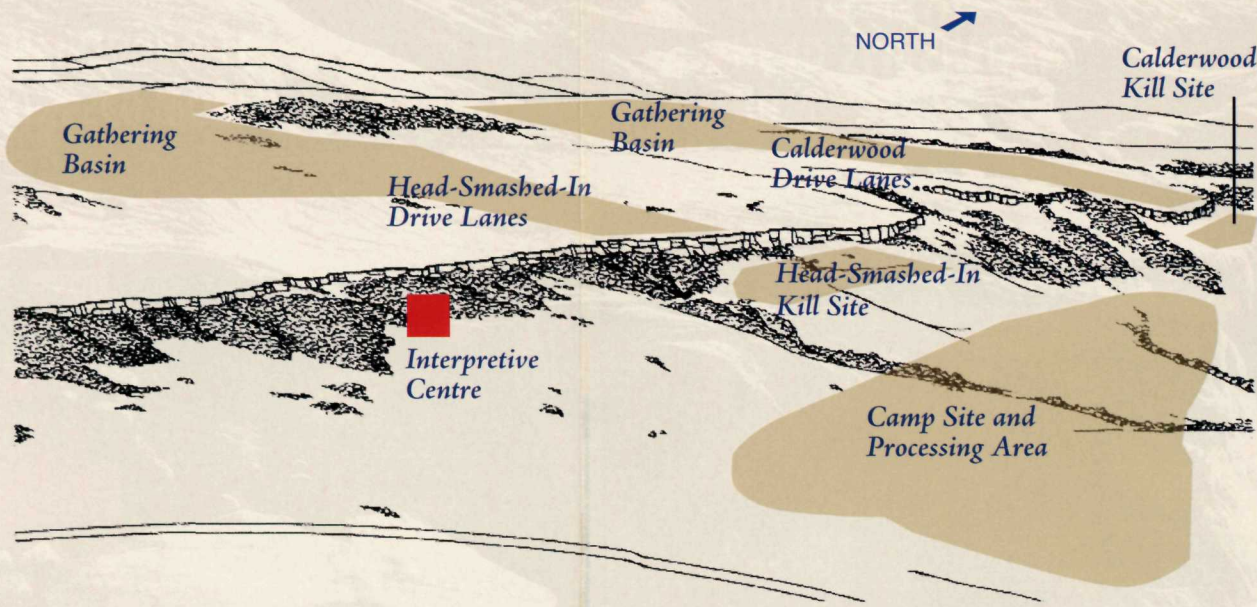 NORTH
Calderwood
Kill Site
Gathering
Basin
Gathering
Basin
Calderwood
Drive Lanes
Head-Smashed-In
Drive Lanes
Head-Smashed-In
Kill Site
Interpretive
Centre
Camp Site and
Processing Area